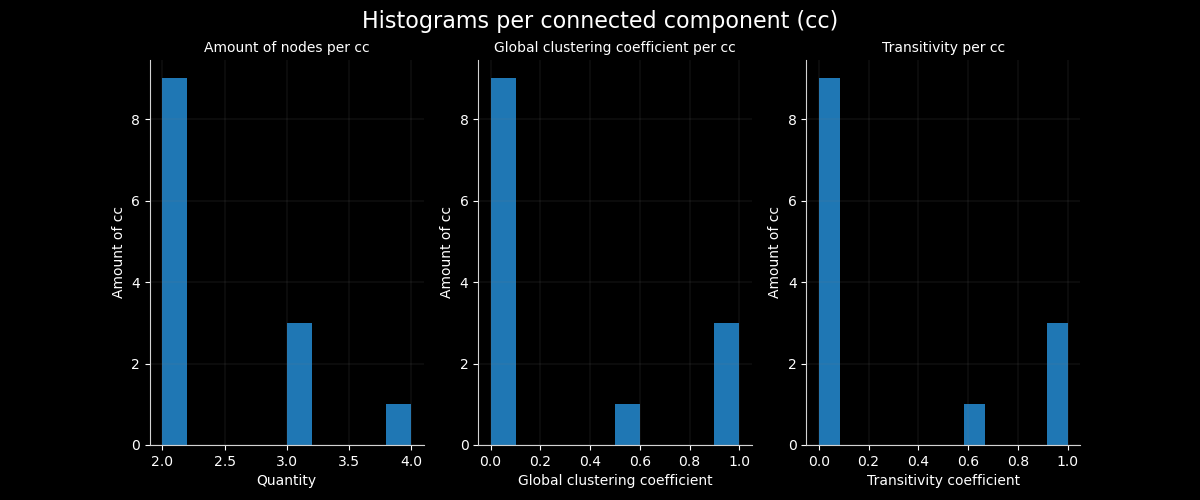 Histograms per connected component (cc)
Amount of nodes per cc
Amount of cc
8
6
4
2
0
2.0 2.5 3.0 3.5 4.0
Quantity
Global clustering coefficient per cc
Amount of cc
8
6
4
2
0
0.0 0.2 0.4 0.6 0.8 1.0
Global clustering coefficient
Transitivity per cc
Amount of cc
8
6
4
2
0
0.0 0.2 0.4 0.6 0.8 1.0
Transitivity coefficient